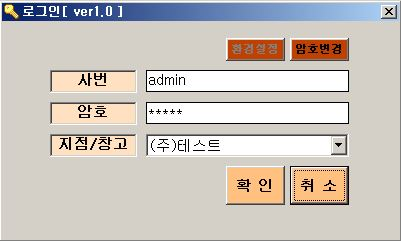 로그인[ ver1.0 ]
환경설정 암호변경
사번 admin
암호 *****
지점/창고 (주)테스트
확 인 취 소